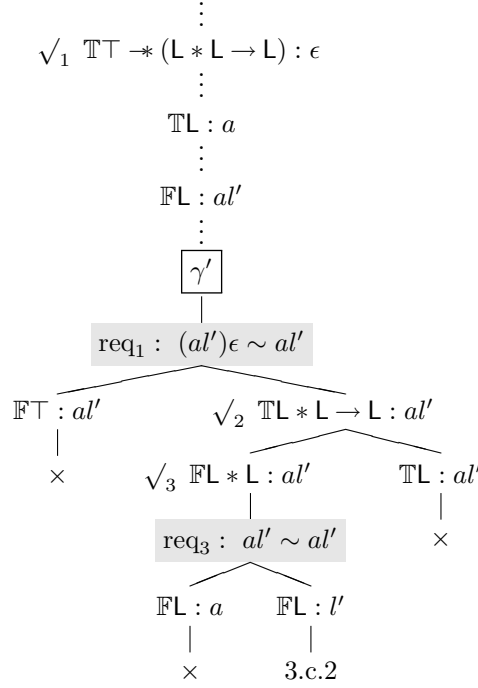 √₁ 𝕋⊤ −∗ (L ∗ L → L) : ϵ
𝕋L : a
𝔽L : al′
γ′
req₁ : (al′)ϵ ∼ al′
𝔽⊤ : al′ √₂ 𝕋L ∗ L → L : al′
× √₃ 𝔽L ∗ L : al′ 𝕋L : al′
req₃ : al′ ∼ al′ ×
𝔽L : a 𝔽L : l′
× 3.c.2